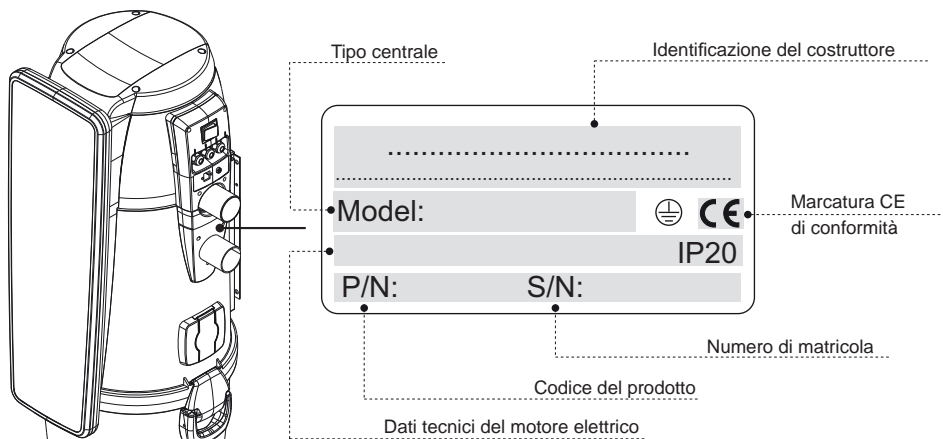 Tipo centrale
Identificazione del costruttore
....................................
....................................................................................
Model:
CE
Marcatura CE
di conformità
IP20
P/N: S/N:
Numero di matricola
Codice del prodotto
Dati tecnici del motore elettrico